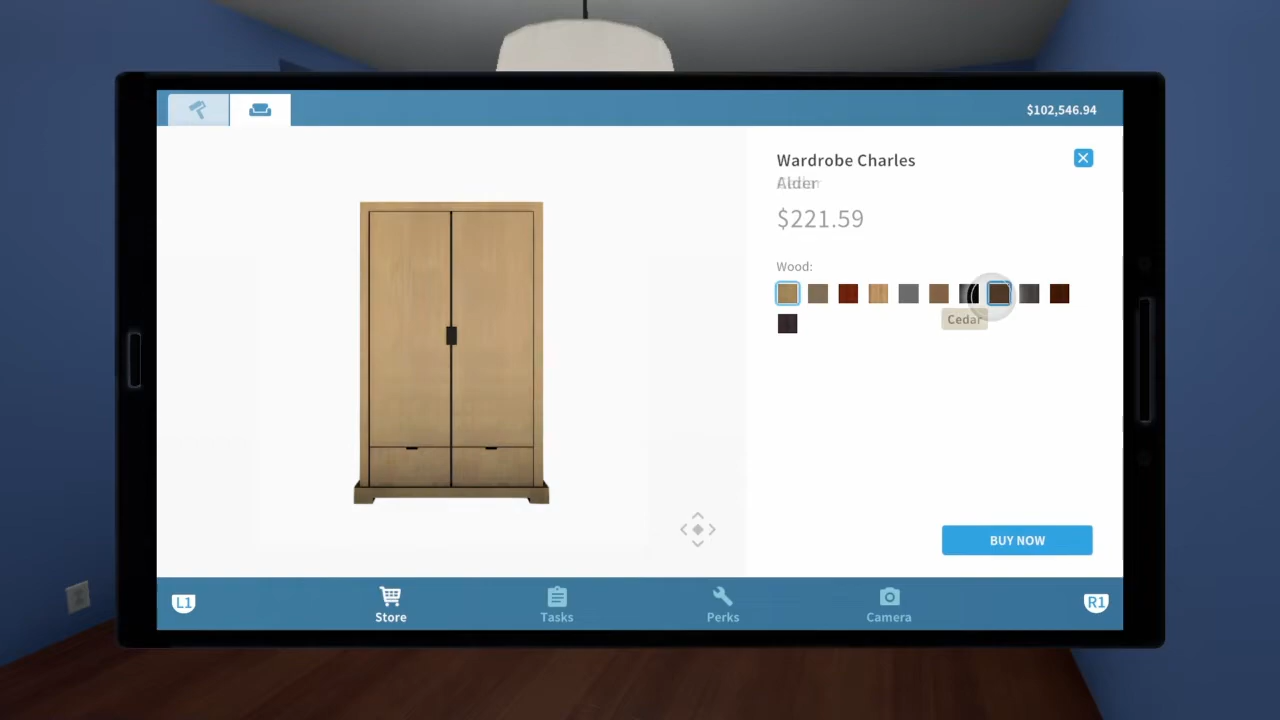 $102,546.94
Wardrobe Charles
Alder
$221.59
Wood:
Cedar
BUY NOW
L1
Store
Tasks
Perks
Camera
R1